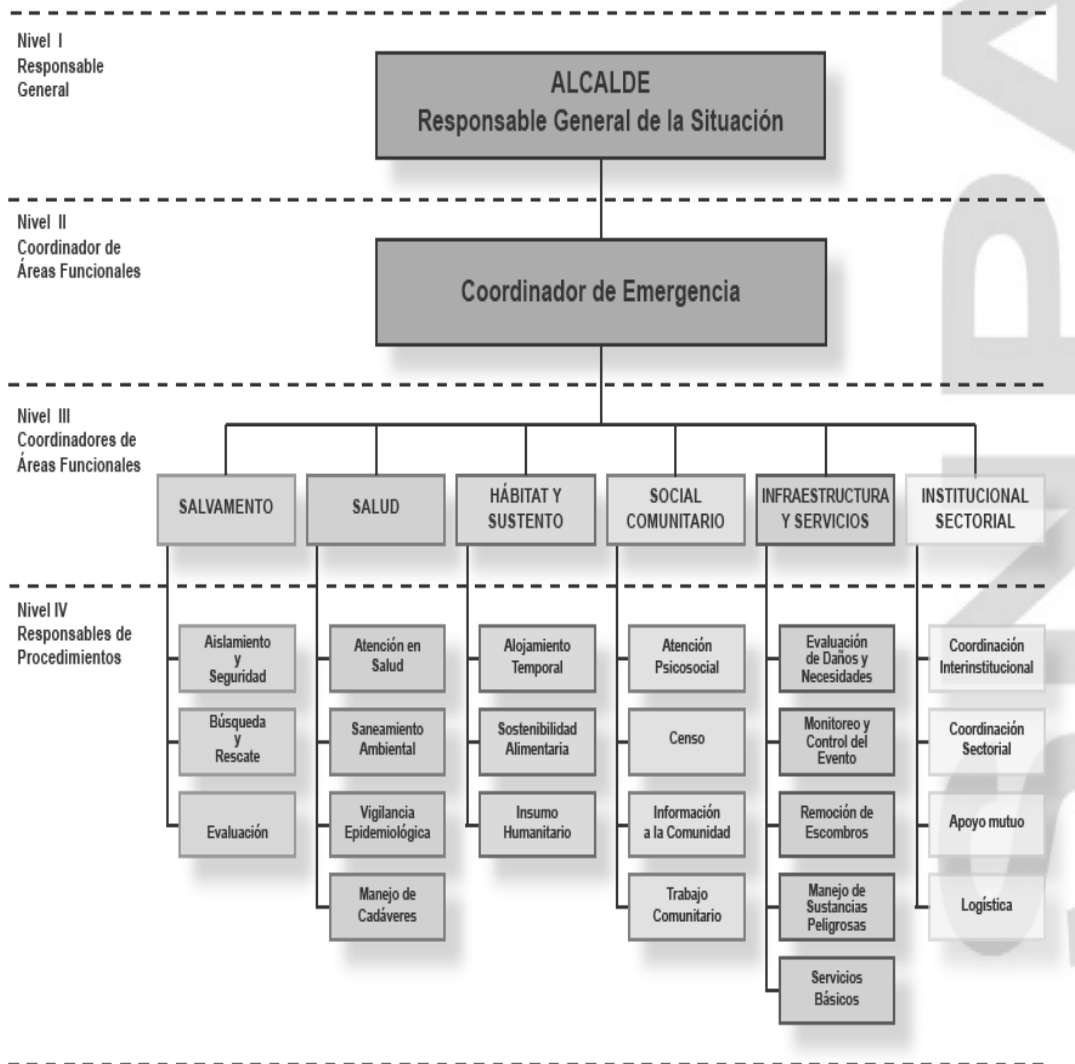 Nivel I
Responsable
General
ALCALDE
Responsable General de la Situación
Nivel II
Coordinador de
Áreas Funcionales
Coordinador de Emergencia
Nivel III
Coordinadores de
Áreas Funcionales
SALVAMENTO
SALUD
HÁBITAT Y
SUSTENTO
SOCIAL
COMUNITARIO
INFRAESTRUCTURA
Y SERVICIOS
INSTITUCIONAL
SECTORIAL
Nivel IV
Responsables de
Procedimientos
Aislamiento
y
Seguridad
Búsqueda
y
Rescate
Evaluación
Atención en
Salud
Saneamiento
Ambiental
Vigilancia
Epidemiológica
Manejo de
Cadáveres
Alojamiento
Temporal
Sostenibilidad
Alimentaria
Insumo
Humanitario
Atención
Psicosocial
Censo
Información
a la Comunidad
Trabajo
Comunitario
Evaluación
de Daños y
Necesidades
Monitoreo y
Control del
Evento
Remoción de
Escombros
Manejo de
Sustancias
Peligrosas
Servicios
Básicos
Coordinación
Interinstitucional
Coordinación
Sectorial
Apoyo mutuo
Logística